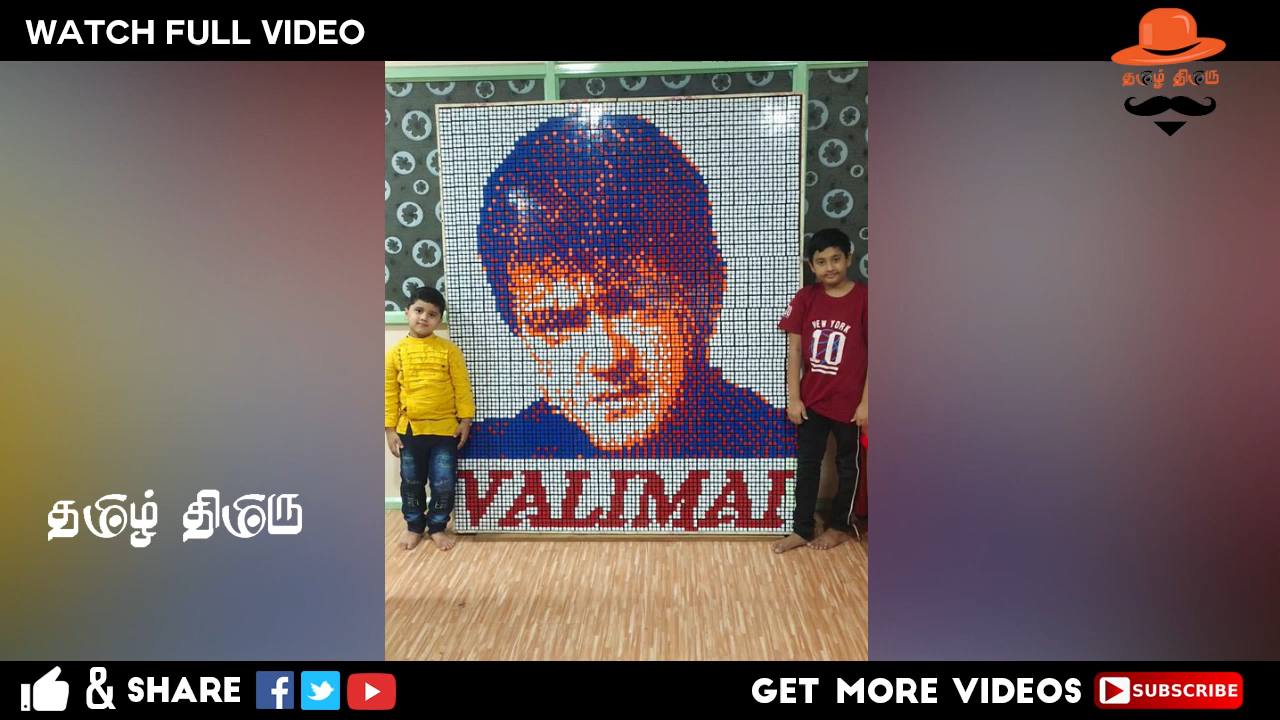 WATCH FULL VIDEO
தமிழ் திமிரு
NEW YORK
10
VALIMAI
தமிழ் திமிரு
& SHARE
GET MORE VIDEOS
SUBSCRIBE